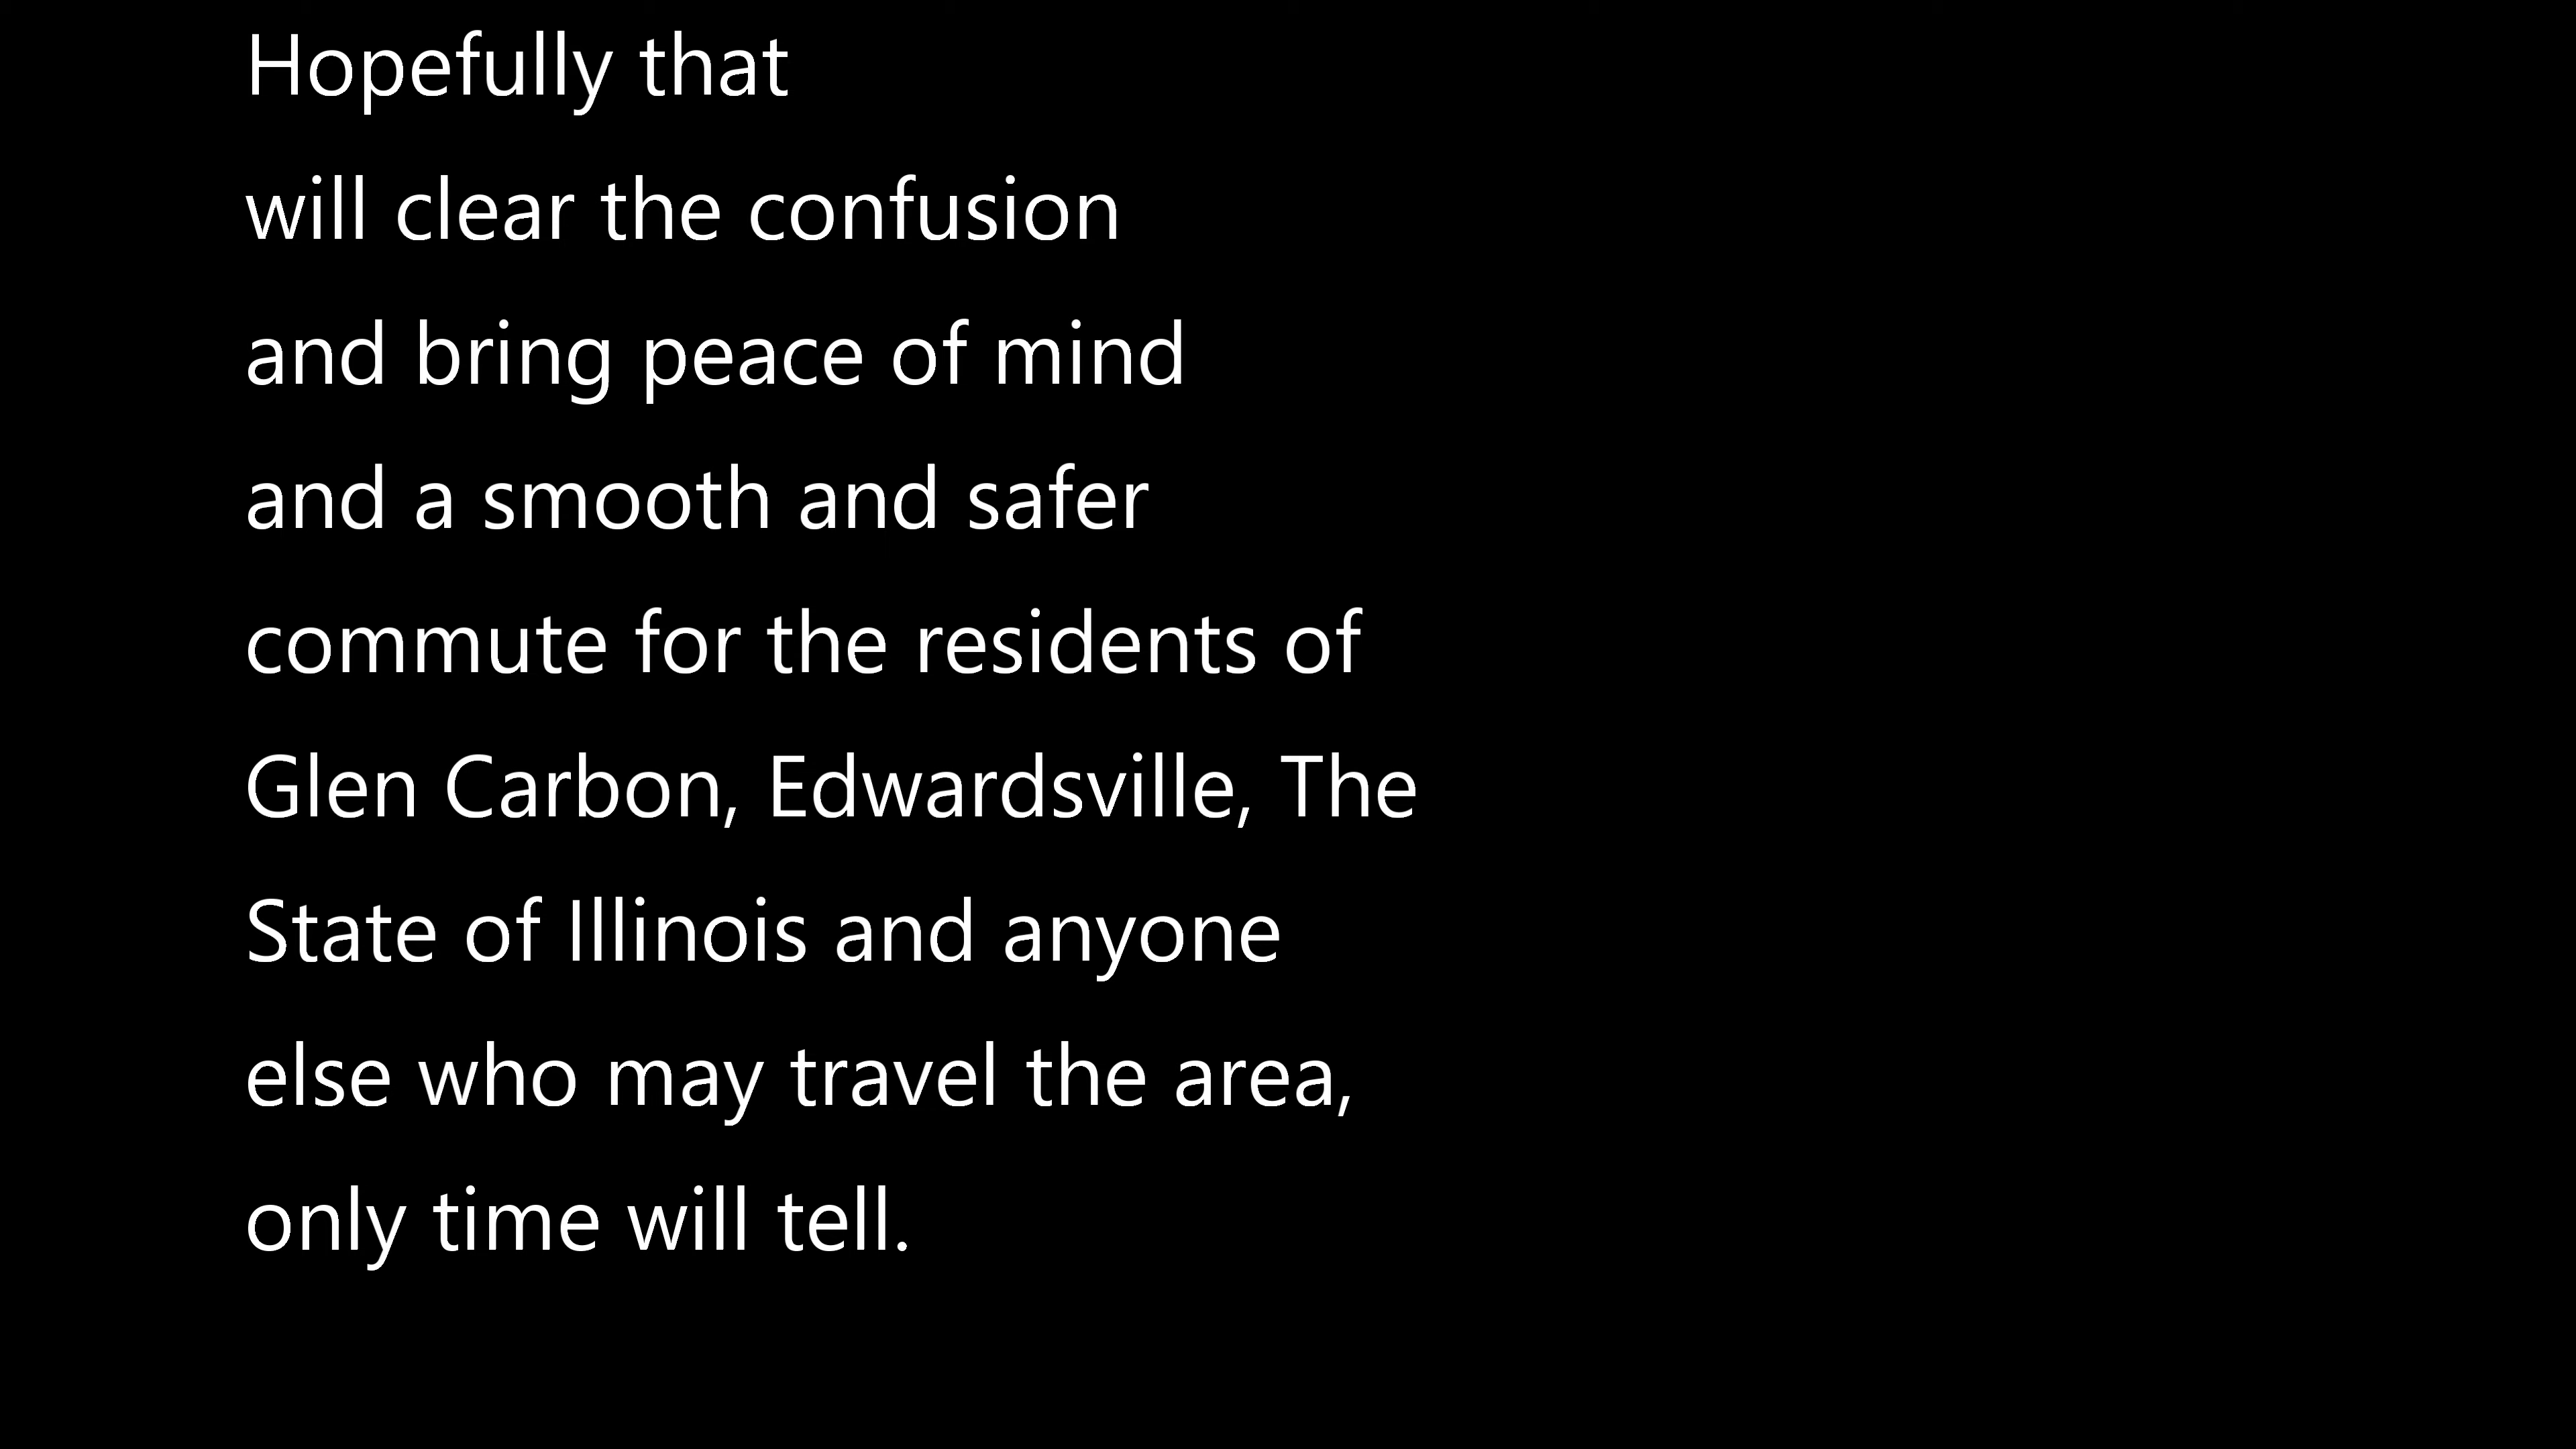 Hopefully that
will clear the confusion
and bring peace of mind
and a smooth and safer
commute for the residents of
Glen Carbon, Edwardsville, The
State of Illinois and anyone
else who may travel the area,
only time will tell.